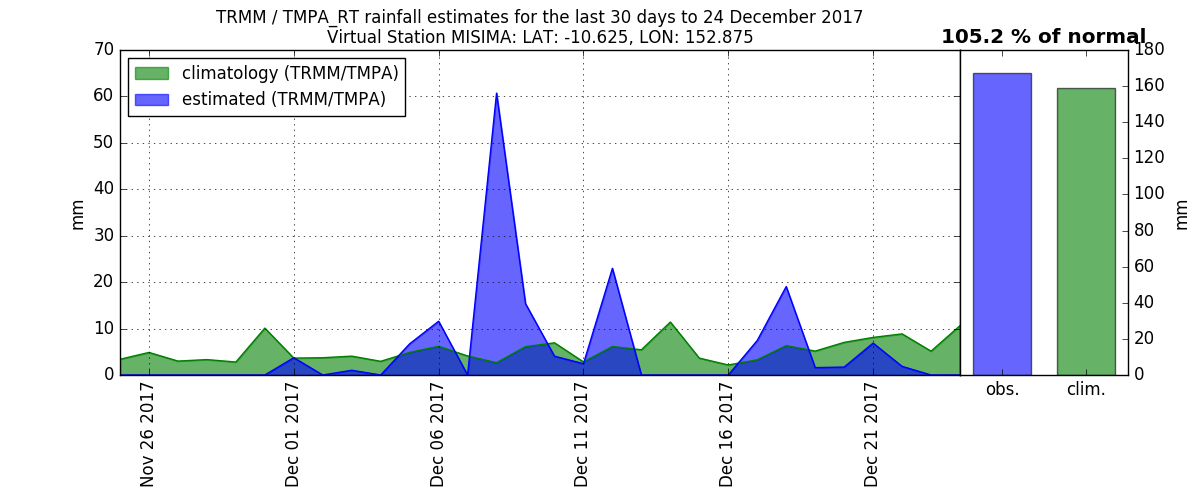 TRMM / TMPA_RT rainfall estimates for the last 30 days to 24 December 2017
Virtual Station MISIMA: LAT: -10.625, LON: 152.875
105.2 % of normal
climatology (TRMM/TMPA)
estimated (TRMM/TMPA)
70
60
50
40
30
20
10
0
mm
Nov 26 2017
Dec 01 2017
Dec 06 2017
Dec 11 2017
Dec 16 2017
Dec 21 2017
180
160
140
120
100
80
60
40
20
0
mm
obs.
clim.